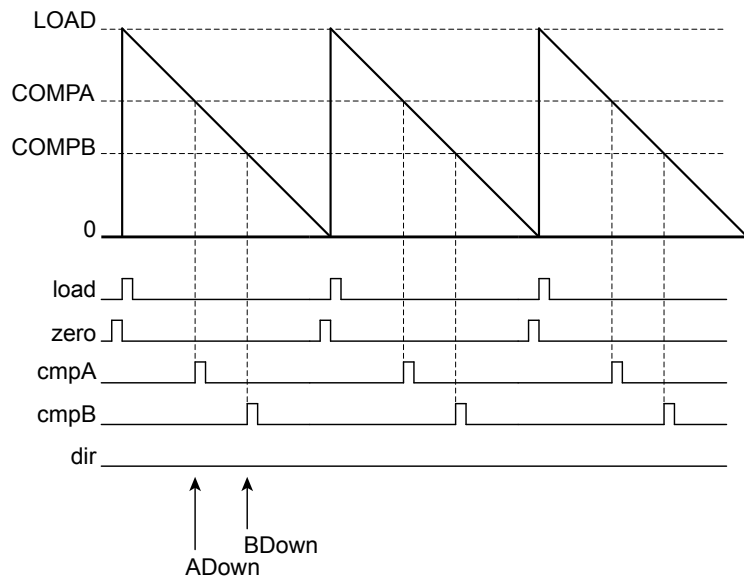 LOAD
COMPA
COMPB
0
load
zero
cmpA
cmpB
dir
BDown
ADown